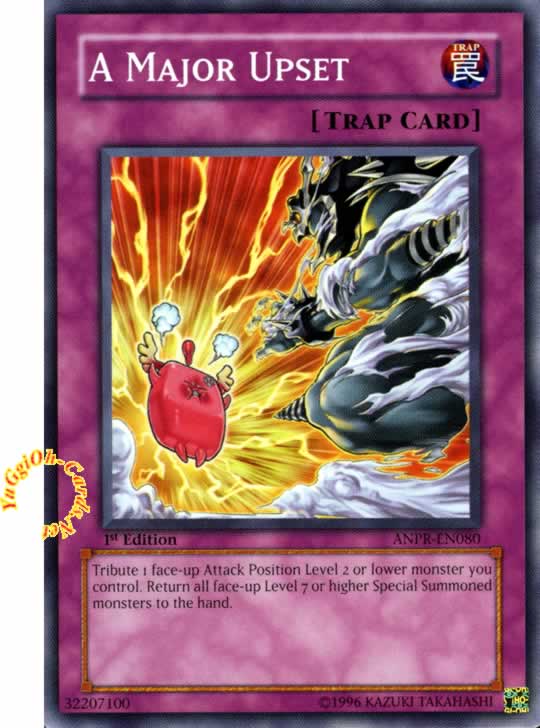 A Major Upset
TRAP
罠
[Trap Card]
YuGgiOh-Cards.Net
1st Edition
ANPR-EN080
Tribute 1 face-up Attack Position Level 2 or lower monster you
control. Return all face-up Level 7 or higher Special Summoned
monsters to the hand.
32207100
©1996 KAZUKI TAKAHASHI